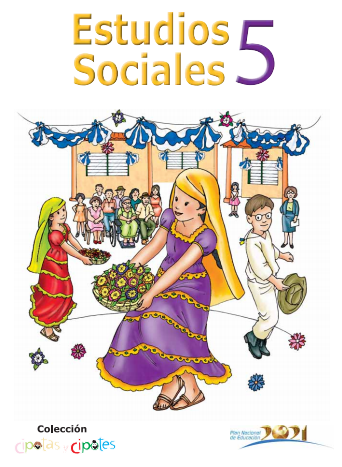 Estudios
Sociales 5
Colección
cipotas y cipotes
Plan Nacional
de Educación 2021